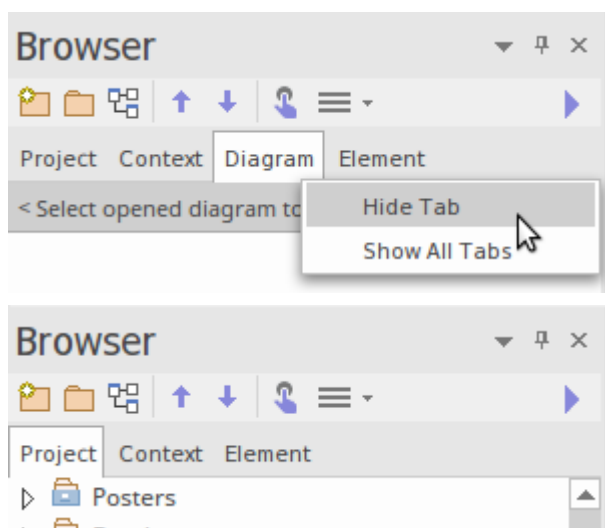 Browser
Project Context Diagram Element
< Select opened diagram to
Hide Tab
Show All Tabs
Browser
Project Context Element
Posters